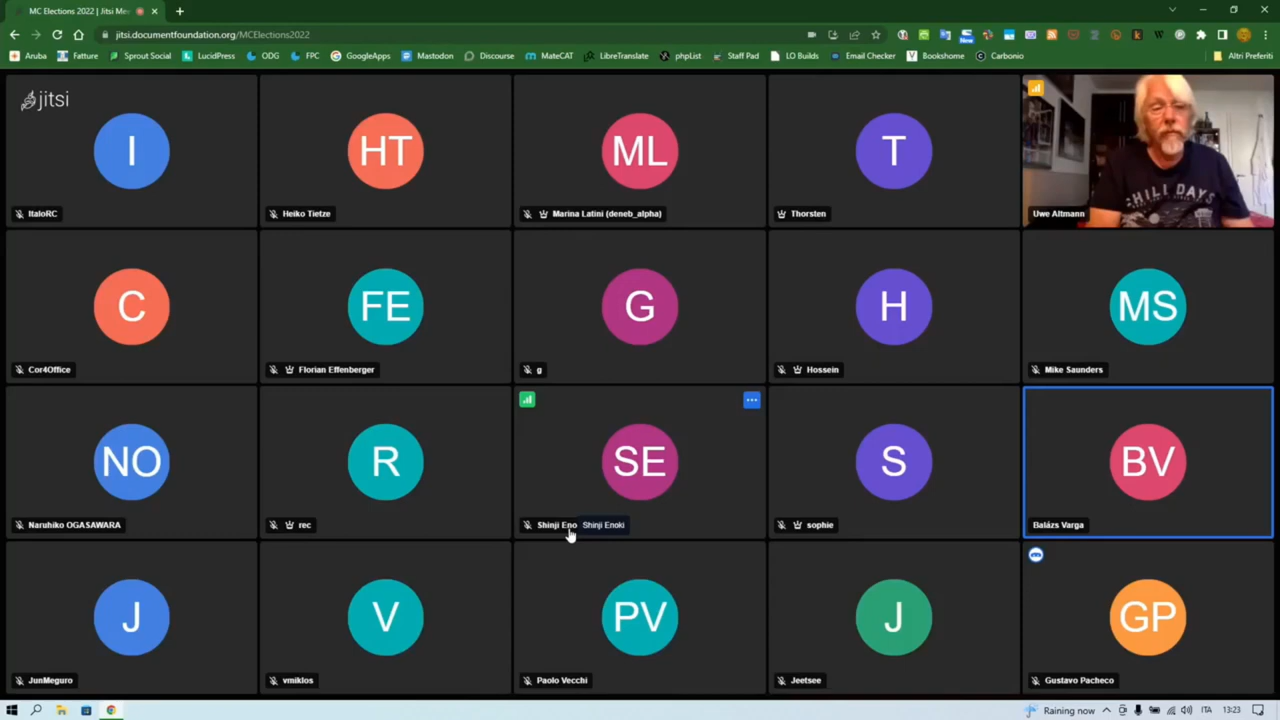 MC Elections 2022 | Jitsi Me
jitsi.documentfoundation.org/MCElections2022
Aruba Fatture Sprout Social LucidPress ODG FPC GoogleApps Mastodon Discourse MateCAT LibreTranslate phpList Staff Pad LO Builds Email Checker Bookshome Carbonio Altri Preferiti
jitsi
I HT ML T
CHILL DAYS
ItaloRC Heiko Tietze Marina Latini (deneb_alpha) Thorsten Uwe Altmann
C FE G H MS
Cor4Office Florian Effenberger g Hossein Mike Saunders
NO R SE S BV
Naruhiko OGASAWARA rec Shinji Eno Shinji Enoki sophie Balázs Varga
J V PV J GP
JunMeguro vmiklos Paolo Vecchi Jeetsee Gustavo Pacheco
Raining now ITA 13:23